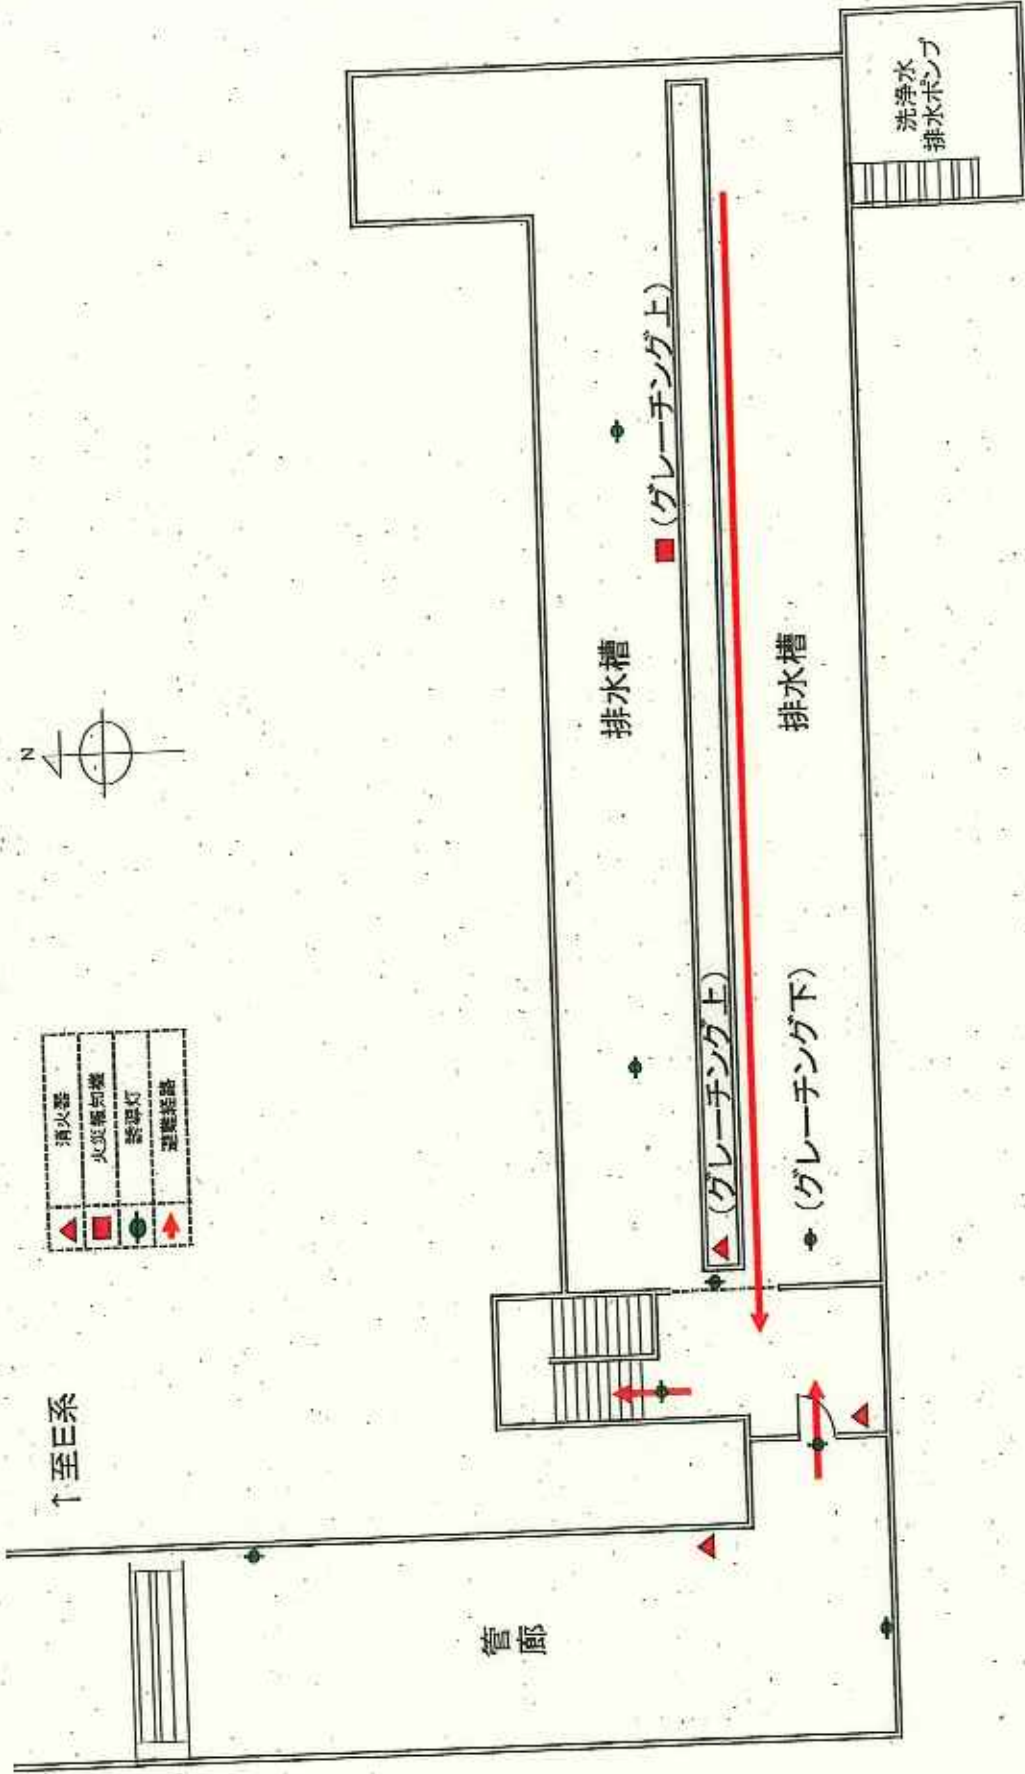 N
↑至E系
消火器
火災報知機
誘導灯
避難経路
管
廊
排水槽
(グレーチング上)
(グレーチング上)
排水槽
(グレーチング下)
洗浄水
排水ポンプ